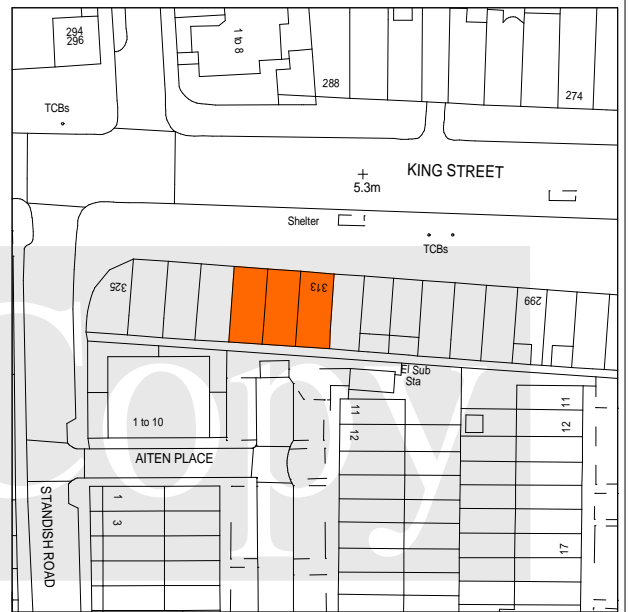 294
296
1 to 8
288
274
TCBs
KING STREET
5.3m
Shelter
TCBs
325
313
299
El Sub
Sta
11
12
11
12
1 to 10
AITEN PLACE
1
3
17
STANDISH ROAD
Copy